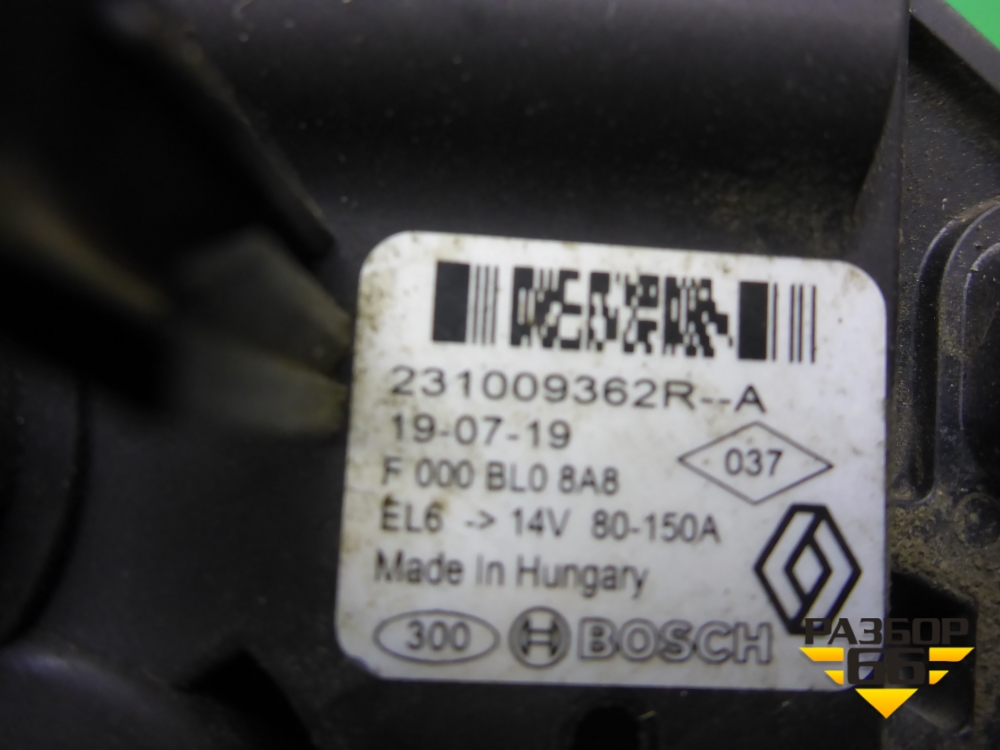 231009362R--A
19-07-19
037
F 000 BL0 8A8
EL6 -> 14V 80-150A
Made In Hungary
300 BOSCH
РАЗБОР
66